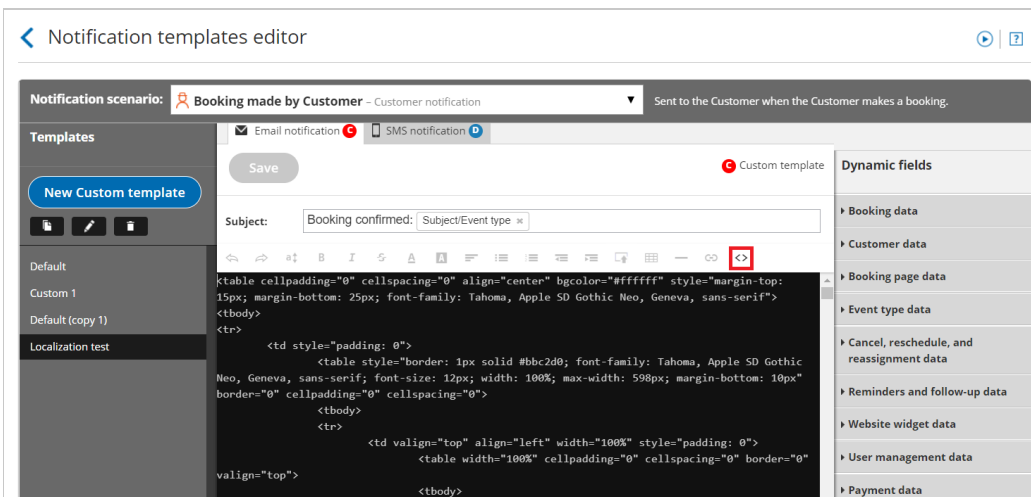 Notification templates editor
?
Notification scenario: Booking made by Customer – Customer notification Sent to the Customer when the Customer makes a booking.
Templates
Email notification C SMS notification D
Save
C Custom template
Dynamic fields
New Custom template
Subject: Booking confirmed: Subject/Event type ×
Default
Custom 1
Default (copy 1)
Localization test
<table cellpadding="0" cellspacing="0" align="center" bgcolor="#ffffff" style="margin-top:
15px; margin-bottom: 25px; font-family: Tahoma, Apple SD Gothic Neo, Geneva, sans-serif">
<tbody>
<tr>
<td style="padding: 0">
<table style="border: 1px solid #bbc2d0; font-family: Tahoma, Apple SD Gothic
Neo, Geneva, sans-serif; font-size: 12px; width: 100%; max-width: 598px; margin-bottom: 10px"
border="0" cellpadding="0" cellspacing="0">
<tbody>
<tr>
<td valign="top" align="left" width="100%" style="padding: 0">
<table width="100%" cellpadding="0" cellspacing="0" border="0"
valign="top">
<tbody>
Booking data
Customer data
Booking page data
Event type data
Cancel, reschedule, and
reassignment data
Reminders and follow-up data
Website widget data
User management data
Payment data